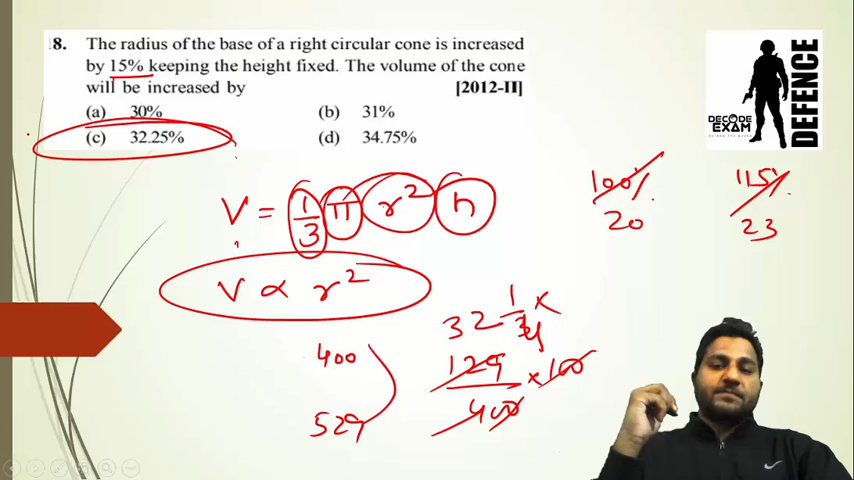 18. The radius of the base of a right circular cone is increased
by 15% keeping the height fixed. The volume of the cone
will be increased by [2012-II]
(a) 30% (b) 31%
(c) 32.25% (d) 34.75%
DECODE
EXAM
DEFENCE
V = 1/3 π r² h
100% 115%
20 23
V ∝ r²
32 1/4 %
400
129/400 × 100
529